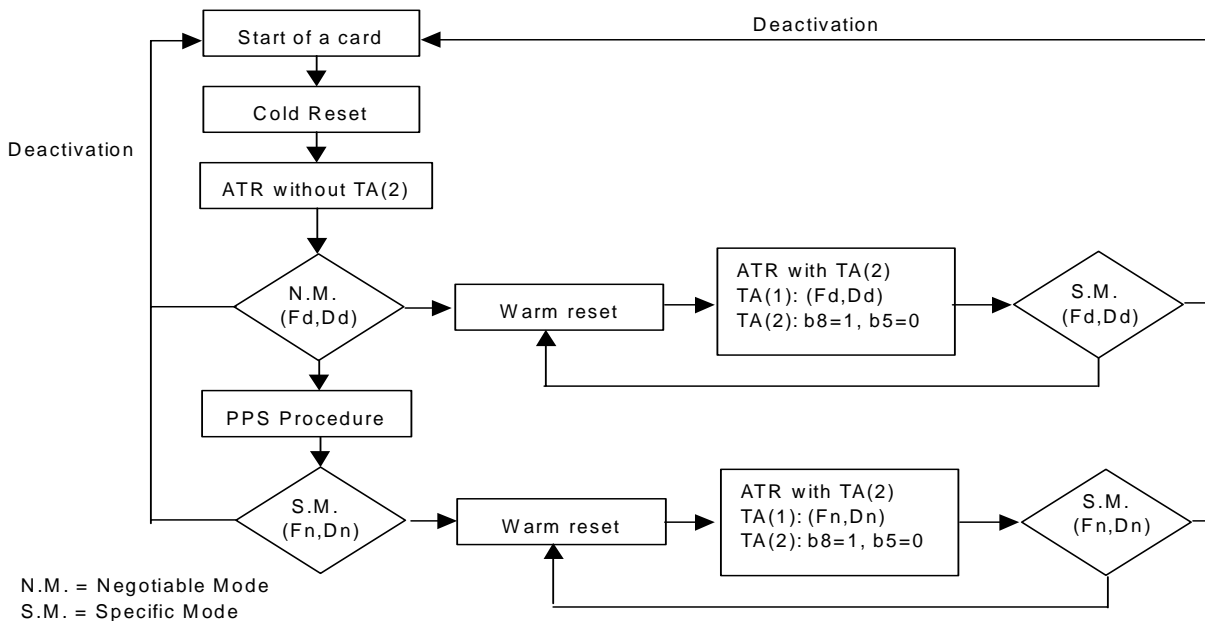 Deactivation
Start of a card
Cold Reset
Deactivation
ATR without TA(2)
N.M.
(Fd,Dd)
Warm reset
ATR with TA(2)
TA(1): (Fd,Dd)
TA(2): b8=1, b5=0
S.M.
(Fd,Dd)
PPS Procedure
S.M.
(Fn,Dn)
Warm reset
ATR with TA(2)
TA(1): (Fn,Dn)
TA(2): b8=1, b5=0
S.M.
(Fn,Dn)
N.M. = Negotiable Mode
S.M. = Specific Mode